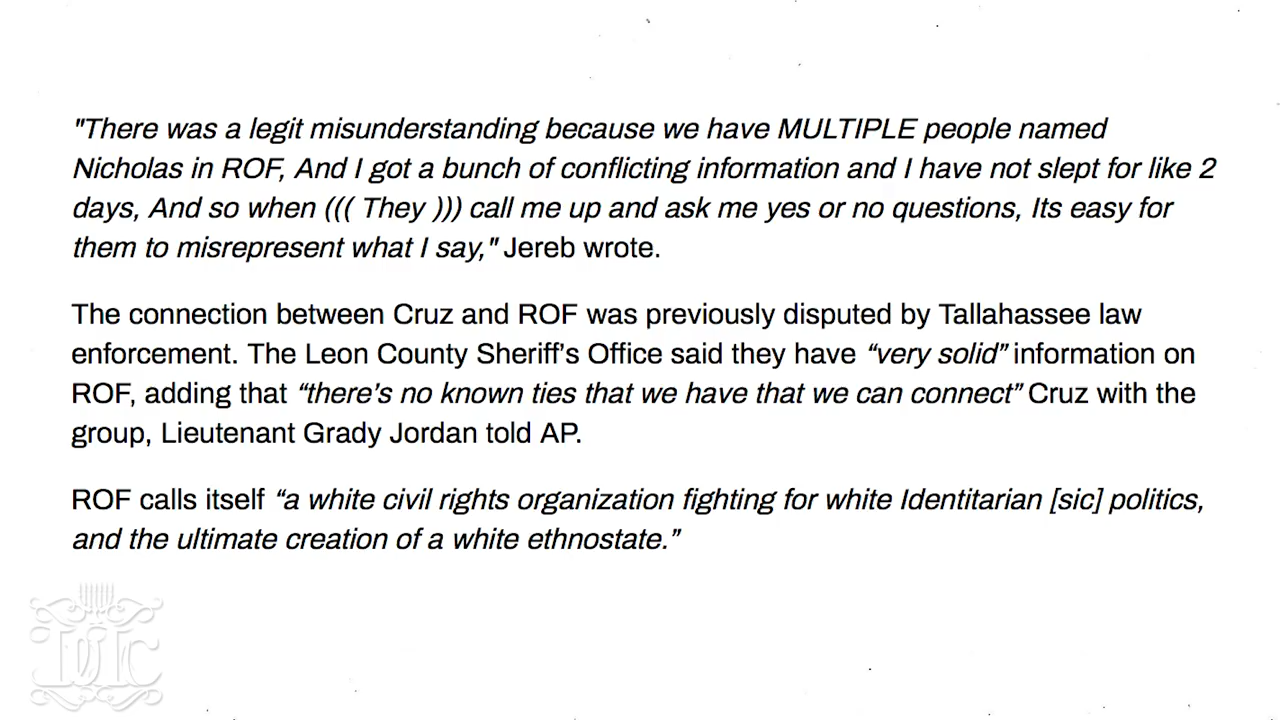 "There was a legit misunderstanding because we have MULTIPLE people named
Nicholas in ROF, And I got a bunch of conflicting information and I have not slept for like 2
days, And so when ((( They ))) call me up and ask me yes or no questions, Its easy for
them to misrepresent what I say," Jereb wrote.
The connection between Cruz and ROF was previously disputed by Tallahassee law
enforcement. The Leon County Sheriff's Office said they have “very solid” information on
ROF, adding that “there’s no known ties that we have that we can connect” Cruz with the
group, Lieutenant Grady Jordan told AP.
ROF calls itself “a white civil rights organization fighting for white Identitarian [sic] politics,
and the ultimate creation of a white ethnostate.”